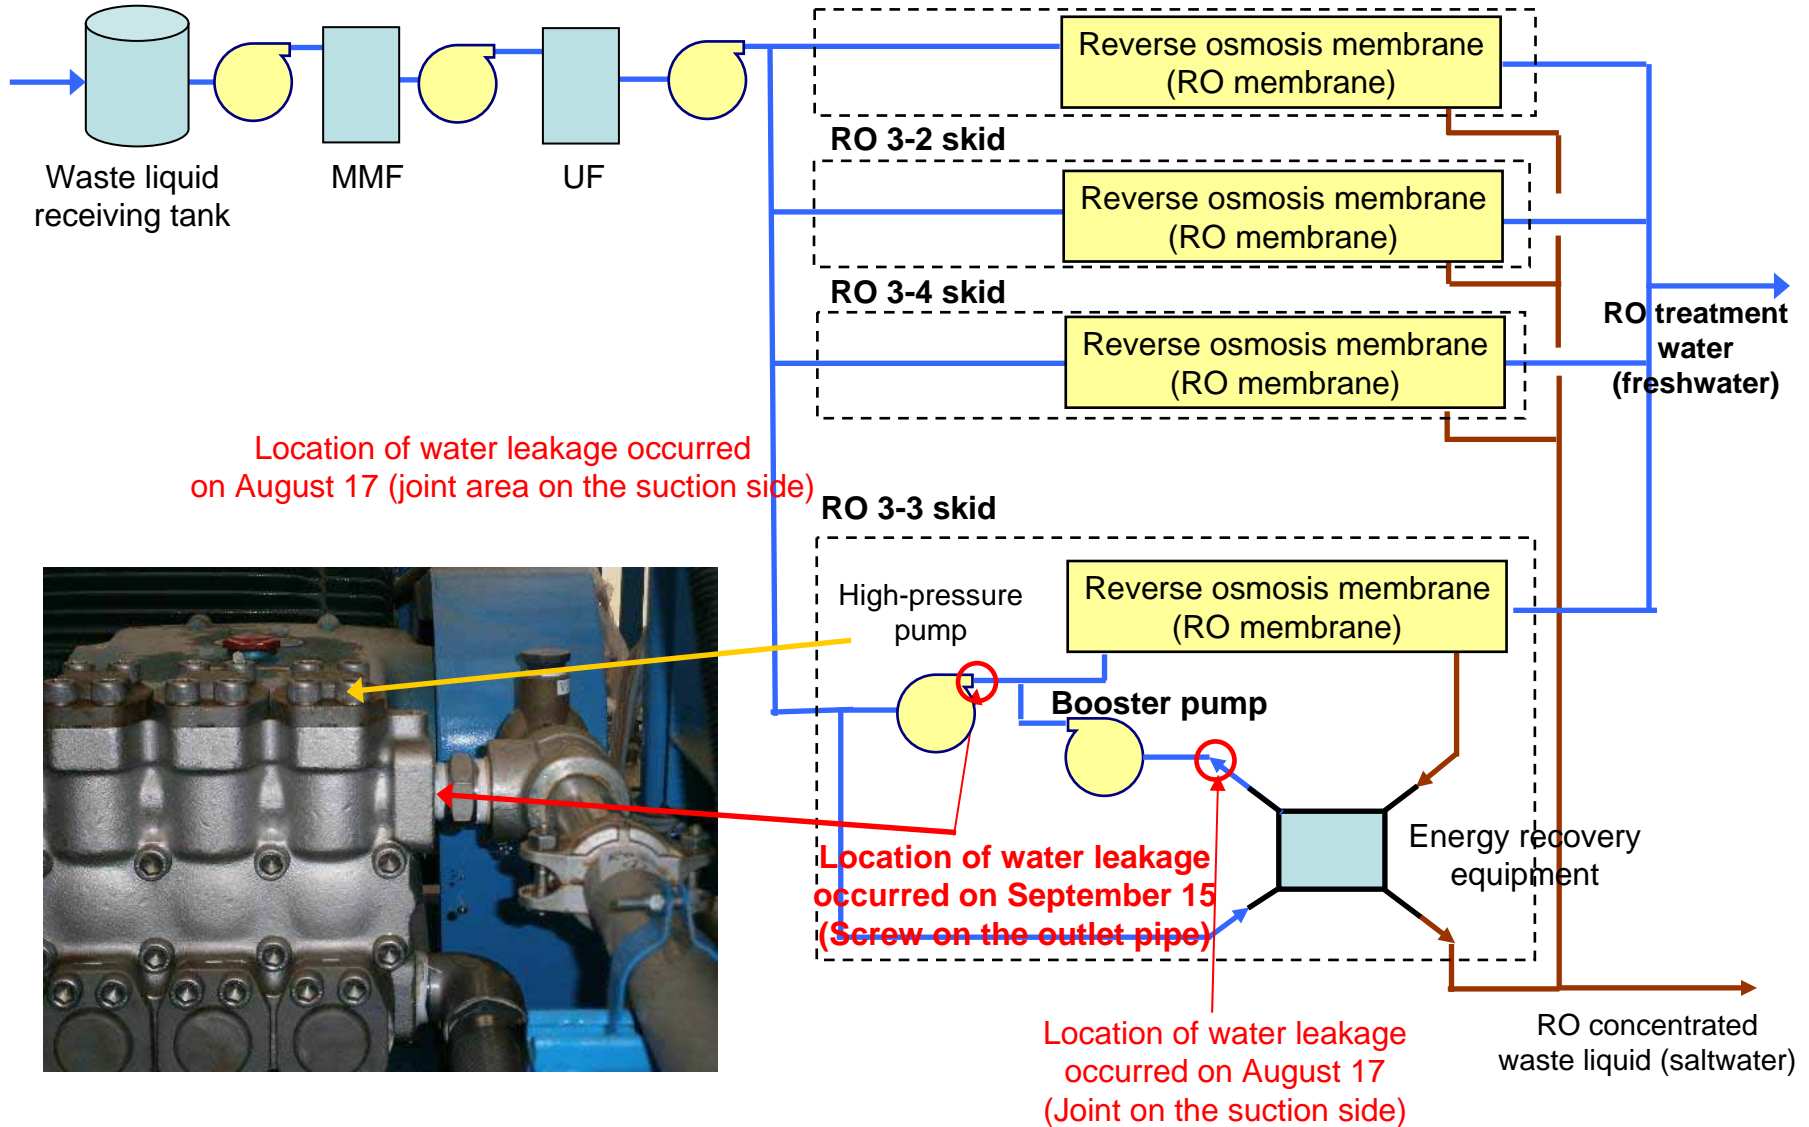 Reverse osmosis membrane
(RO membrane)
RO 3-2 skid
Waste liquid
receiving tank
MMF
UF
Reverse osmosis membrane
(RO membrane)
RO 3-4 skid
RO treatment
water
(freshwater)
Reverse osmosis membrane
(RO membrane)
Location of water leakage occurred
on August 17 (joint area on the suction side)
RO 3-3 skid
High-pressure
pump
Reverse osmosis membrane
(RO membrane)
Booster pump
Energy recovery
equipment
Location of water leakage
occurred on September 15
(Screw on the outlet pipe)
Location of water leakage
occurred on August 17
(Joint on the suction side)
RO concentrated
waste liquid (saltwater)